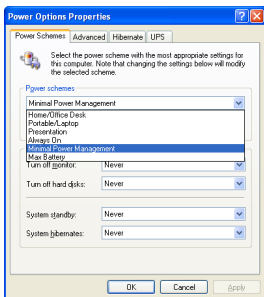 Power Options Properties
Power Schemes Advanced Hibernate UPS
Select the power scheme with the most appropriate settings for
this computer. Note that changing the settings below will modify
the selected scheme.
Power schemes
Minimal Power Management
Home/Office Desk
Portable/Laptop
Presentation
Always On
Minimal Power Management
Max Battery
Turn off monitor: Never
Turn off hard disks: Never
System standby: Never
System hibernates: Never
OK Cancel Apply